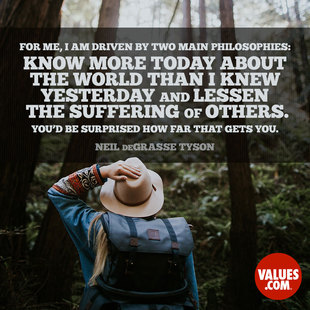 FOR ME, I AM DRIVEN BY TWO MAIN PHILOSOPHIES:
KNOW MORE TODAY ABOUT
THE WORLD THAN I KNEW
YESTERDAY AND LESSEN
THE SUFFERING OF OTHERS.
YOU'D BE SURPRISED HOW FAR THAT GETS YOU.
NEIL DEGRASSE TYSON
VALUES
.COM®